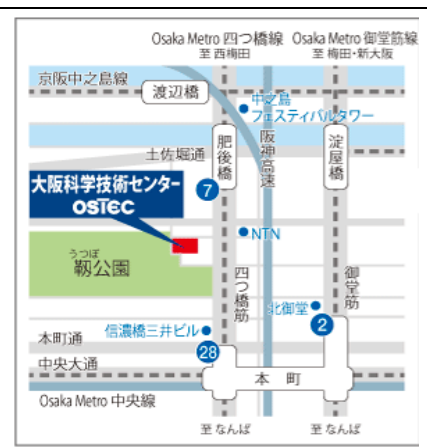 Osaka Metro 四つ橋線
至 西梅田
Osaka Metro 御堂筋線
至 梅田・新大阪
京阪中之島線
渡辺橋
中之島
フェスティバルタワー
肥後橋
阪神高速
淀屋橋
土佐堀通
大阪科学技術センター
OSTEC
7
NTN
うつぼ
靱公園
四つ橋筋
御堂筋
北御堂
2
信濃橋三井ビル
本町通
28
中央大通
本町
Osaka Metro 中央線
至 なんば
至 なんば